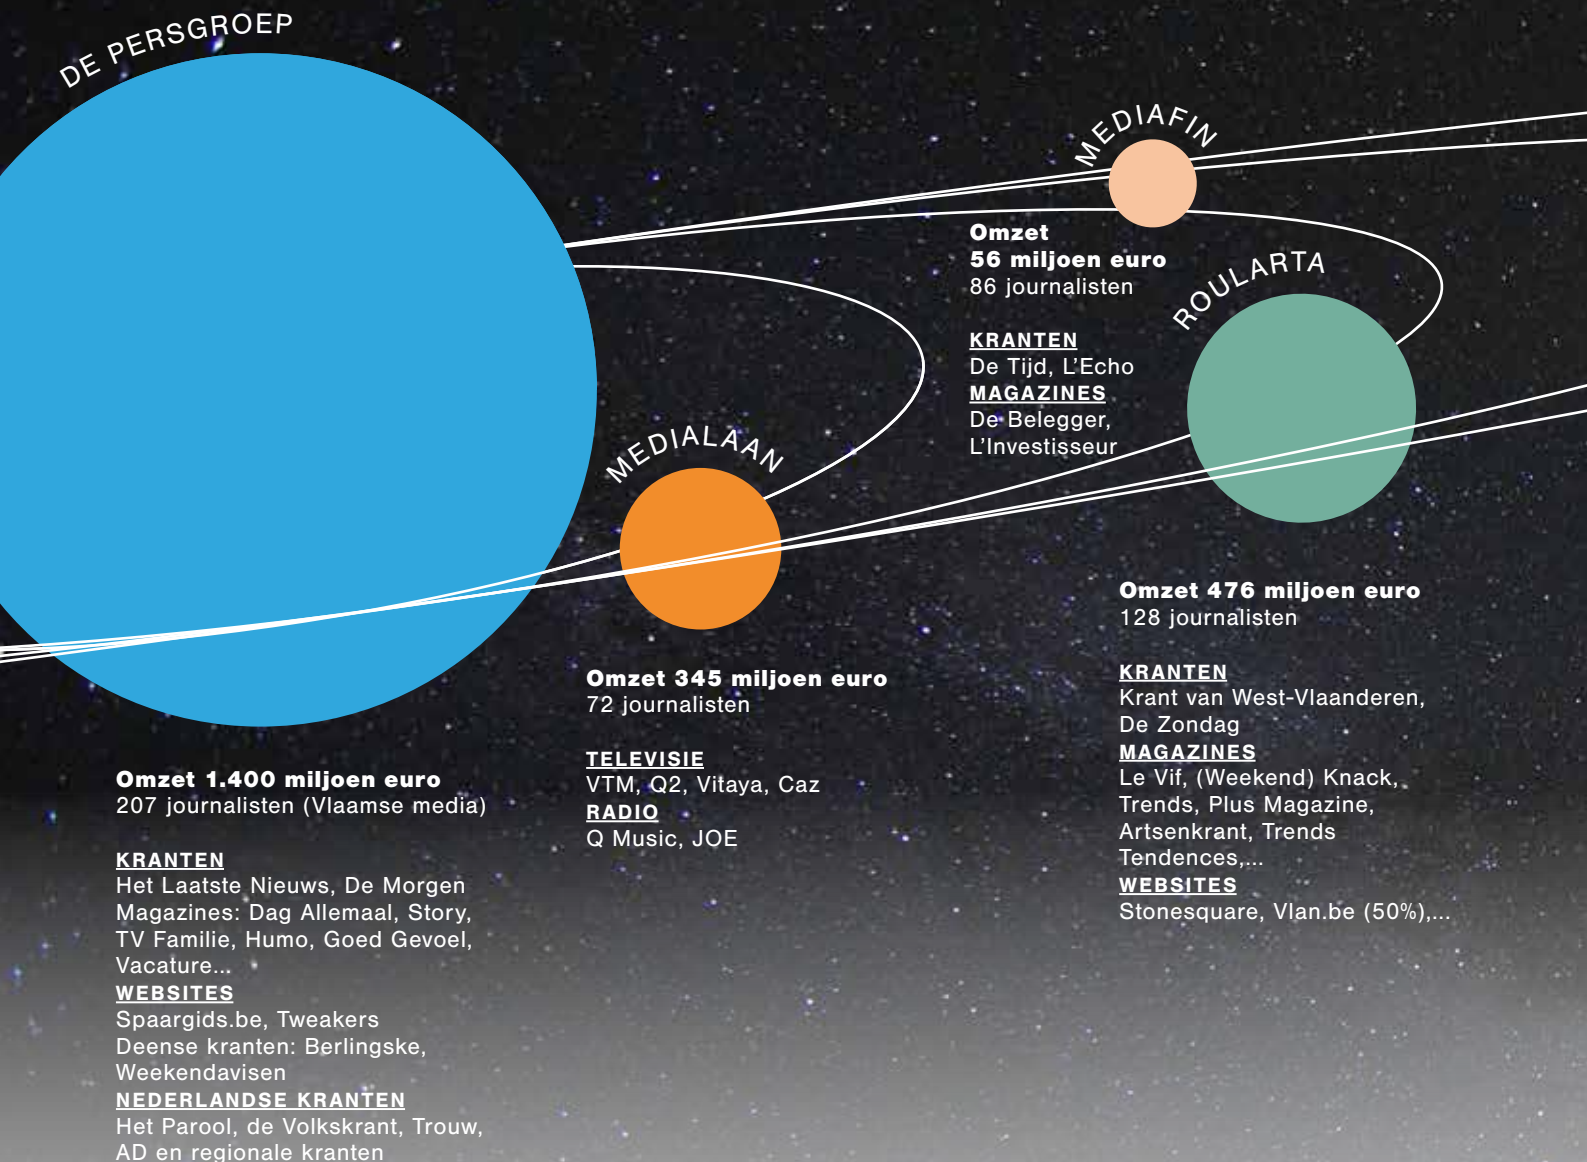 DE PERSGROEP
Omzet 1.400 miljoen euro
207 journalisten (Vlaamse media)
KRANTEN
Het Laatste Nieuws, De Morgen
Magazines: Dag Allemaal, Story,
TV Familie, Humo, Goed Gevoel,
Vacature...
WEBSITES
Spaargids.be, Tweakers
Deense kranten: Berlingske,
Weekendavisen
NEDERLANDSE KRANTEN
Het Parool, de Volkskrant, Trouw,
AD en regionale kranten
MEDIALAAN
Omzet 345 miljoen euro
72 journalisten
TELEVISIE
VTM, Q2, Vitaya, Caz
RADIO
Q Music, JOE
MEDIAFIN
Omzet
56 miljoen euro
86 journalisten
KRANTEN
De Tijd, L'Echo
MAGAZINES
De Belegger,
L'Investisseur
ROULARTA
Omzet 476 miljoen euro
128 journalisten
KRANTEN
Krant van West-Vlaanderen,
De Zondag
MAGAZINES
Le Vif, (Weekend) Knack,
Trends, Plus Magazine,
Artsenkrant, Trends
Tendences,...
WEBSITES
Stonesquare, Vlan.be (50%),...